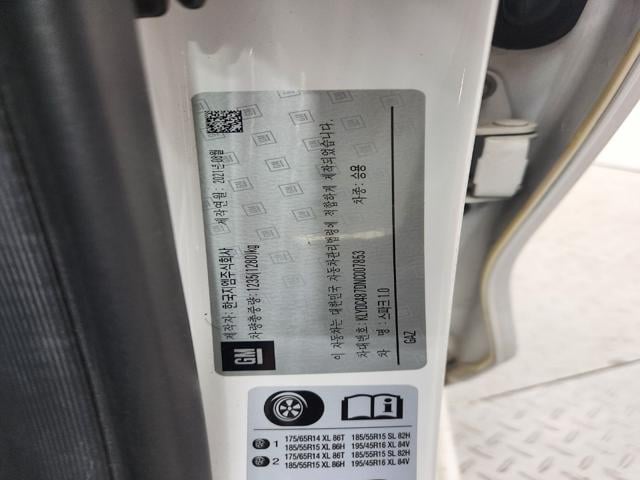 GM
제작자: 한국지엠주식회사 제작연월: 2021년08월
차량총중량: 1235(1280)kg
이 자동차는 대한민국 자동차관리법령에 적합하게 제작되었습니다.
차대번호: KLYDC487DNC007853 차종: 승용
차 명: 스파크1.0
GAZ
1 175/65R14 XL 86T 185/55R15 SL 82H
185/55R15 XL 86H 195/45R16 XL 84V
2 175/65R14 XL 86T 185/55R15 SL 82H
185/55R15 XL 86H 195/45R16 XL 84V